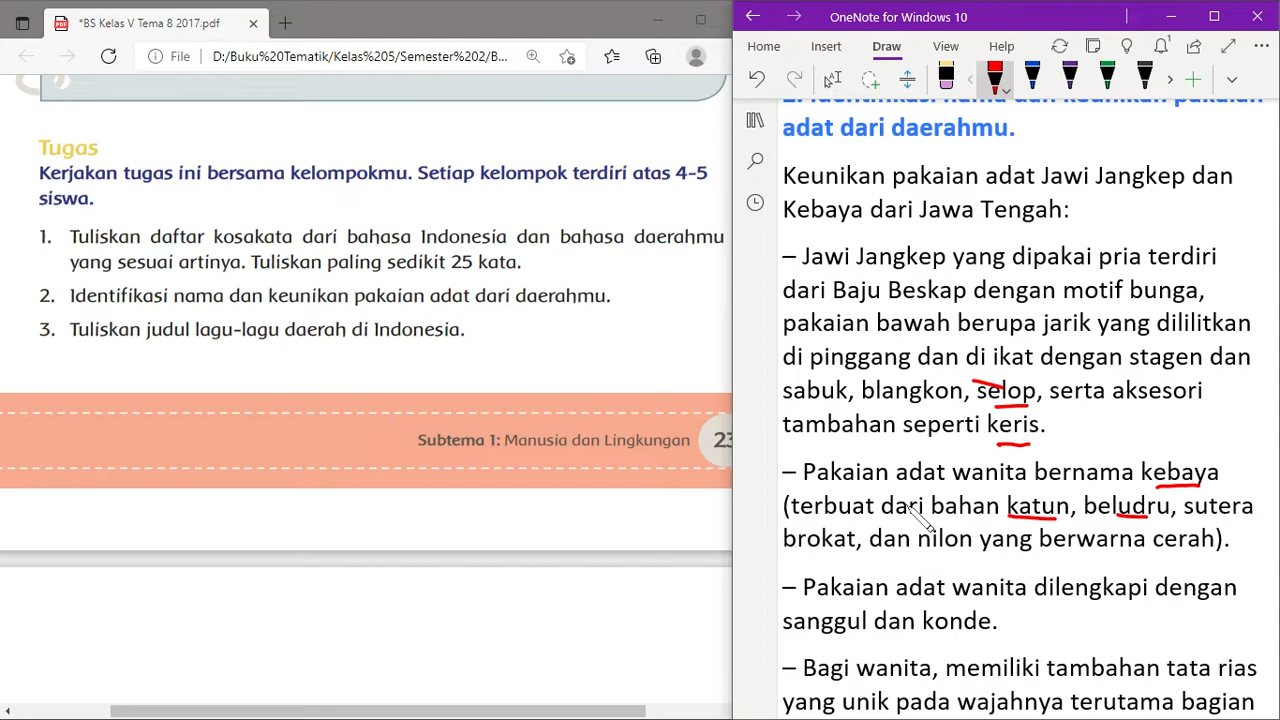 *BS Kelas V Tema 8 2017.pdf
File
D:/Buku%20Tematik/Kelas%205/Semester%202/B...
Tugas
Kerjakan tugas ini bersama kelompokmu. Setiap kelompok terdiri atas 4-5
siswa.
1. Tuliskan daftar kosakata dari bahasa Indonesia dan bahasa daerahmu
yang sesuai artinya. Tuliskan paling sedikit 25 kata.
2. Identifikasi nama dan keunikan pakaian adat dari daerahmu.
3. Tuliskan judul lagu-lagu daerah di Indonesia.
Subtema 1: Manusia dan Lingkungan 23
OneNote for Windows 10
Home Insert Draw View Help
2. Identifikasi nama dan keunikan pakaian
adat dari daerahmu.
Keunikan pakaian adat Jawi Jangkep dan
Kebaya dari Jawa Tengah:
– Jawi Jangkep yang dipakai pria terdiri
dari Baju Beskap dengan motif bunga,
pakaian bawah berupa jarik yang dililitkan
di pinggang dan di ikat dengan stagen dan
sabuk, blangkon, selop, serta aksesori
tambahan seperti keris.
– Pakaian adat wanita bernama kebaya
(terbuat dari bahan katun, beludru, sutera
brokat, dan nilon yang berwarna cerah).
– Pakaian adat wanita dilengkapi dengan
sanggul dan konde.
– Bagi wanita, memiliki tambahan tata rias
yang unik pada wajahnya terutama bagian